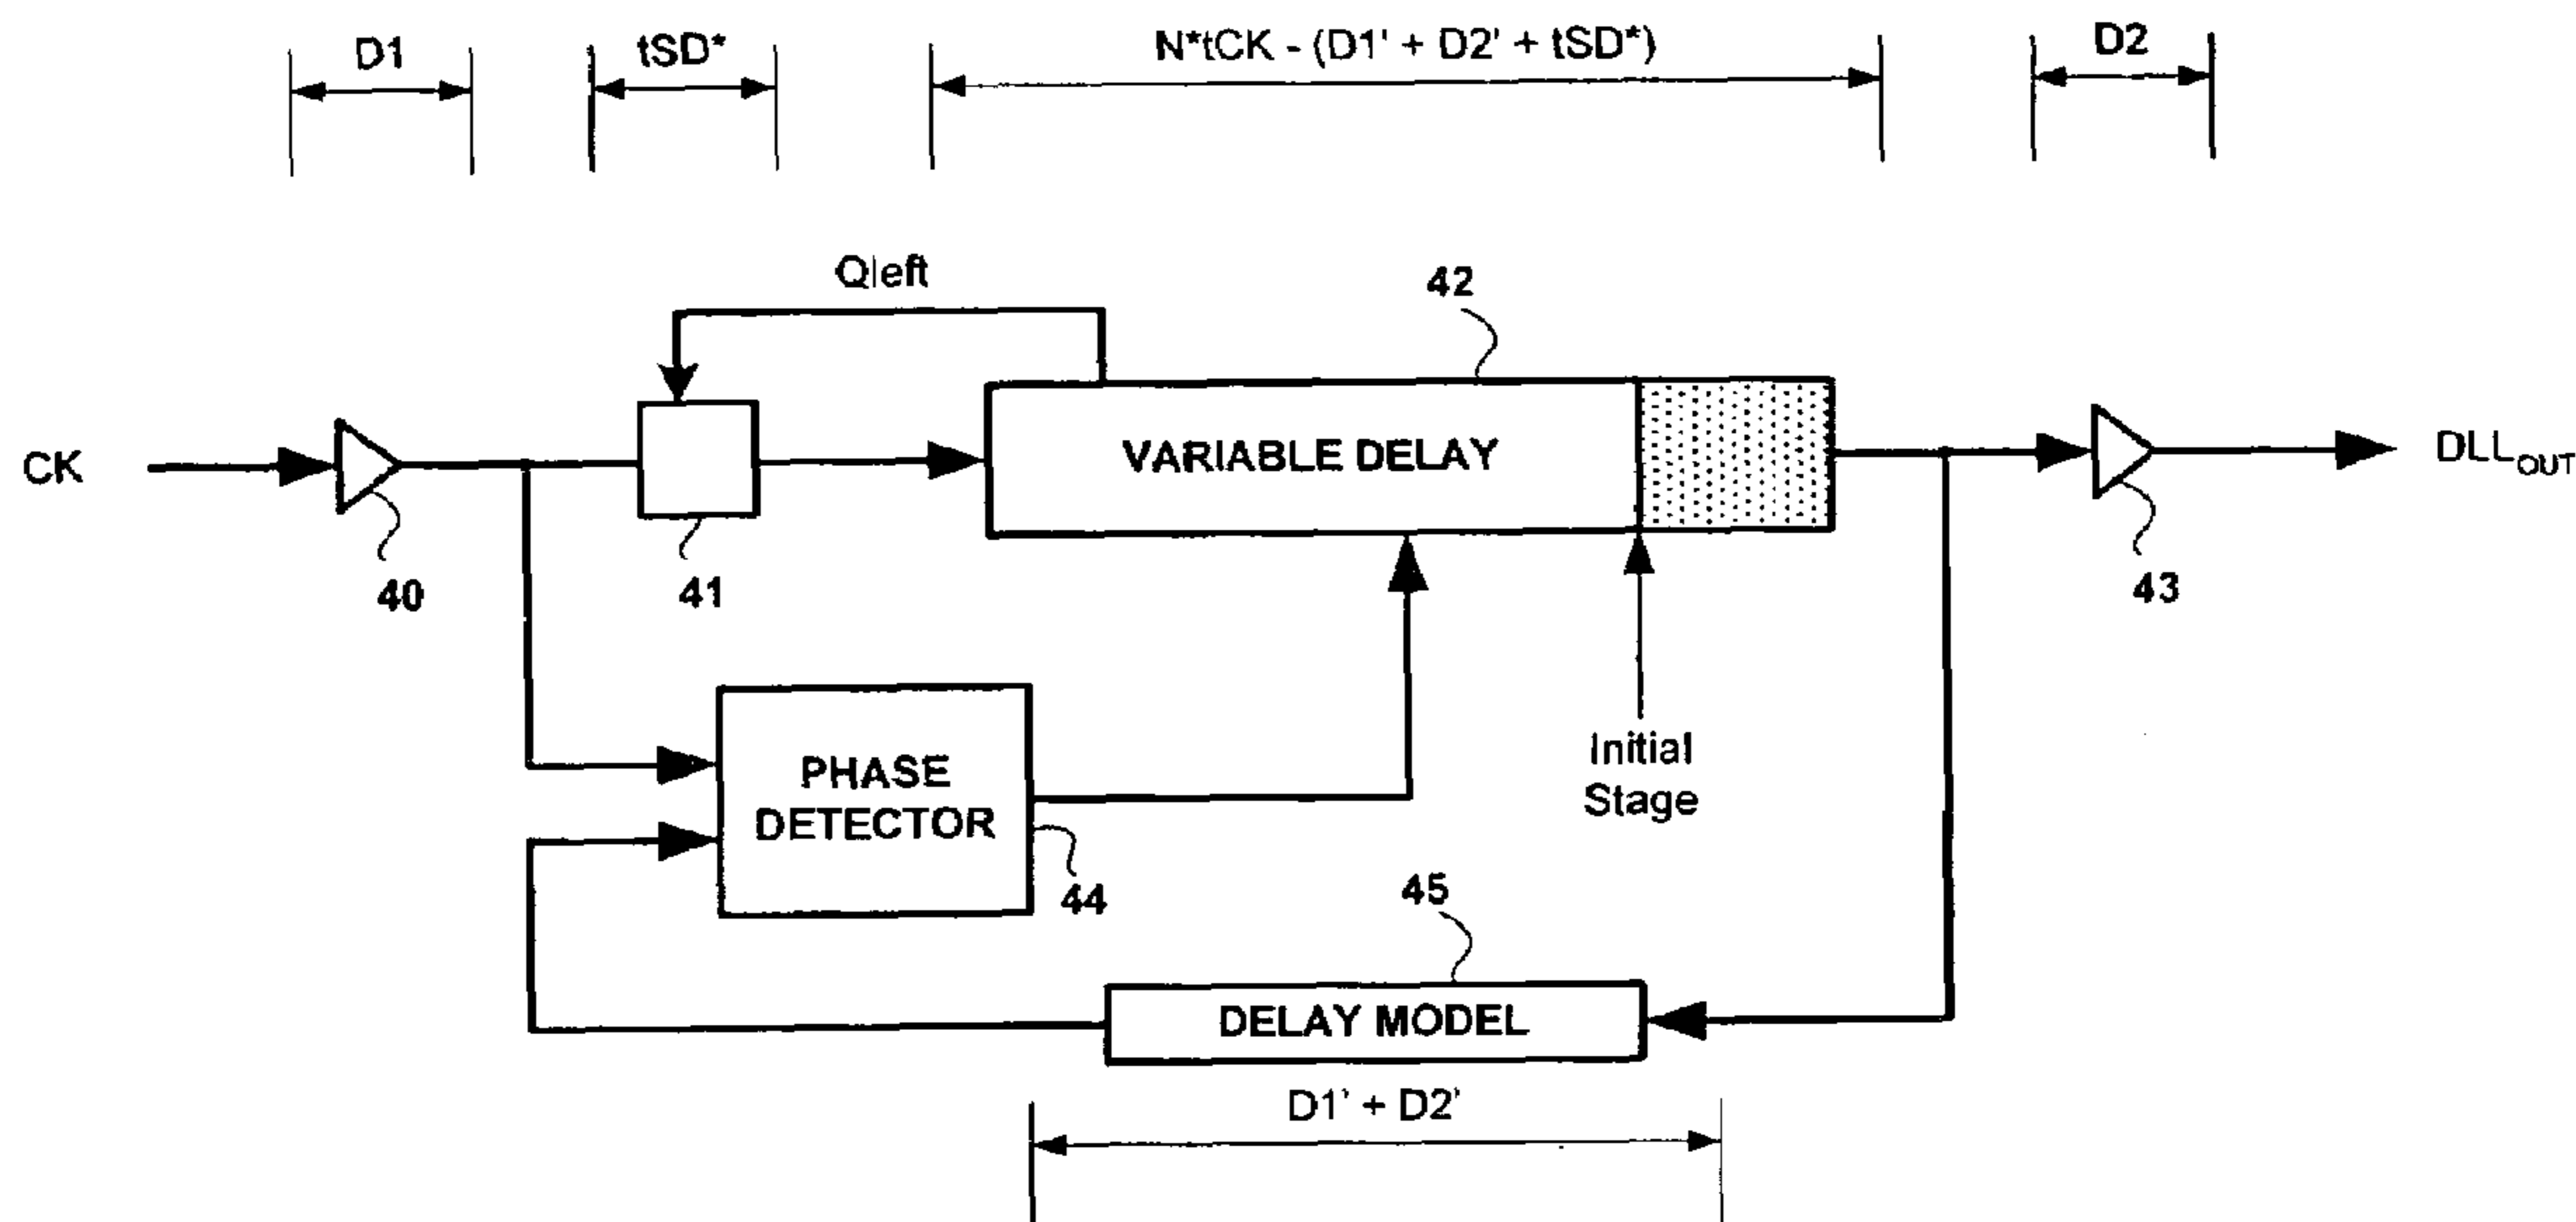 D1
tSD*
N*tCK - (D1' + D2' + tSD*)
D2
Qleft
42
CK
VARIABLE DELAY
DLLOUT
40
41
43
Initial
Stage
PHASE
DETECTOR
44
45
DELAY MODEL
D1' + D2'